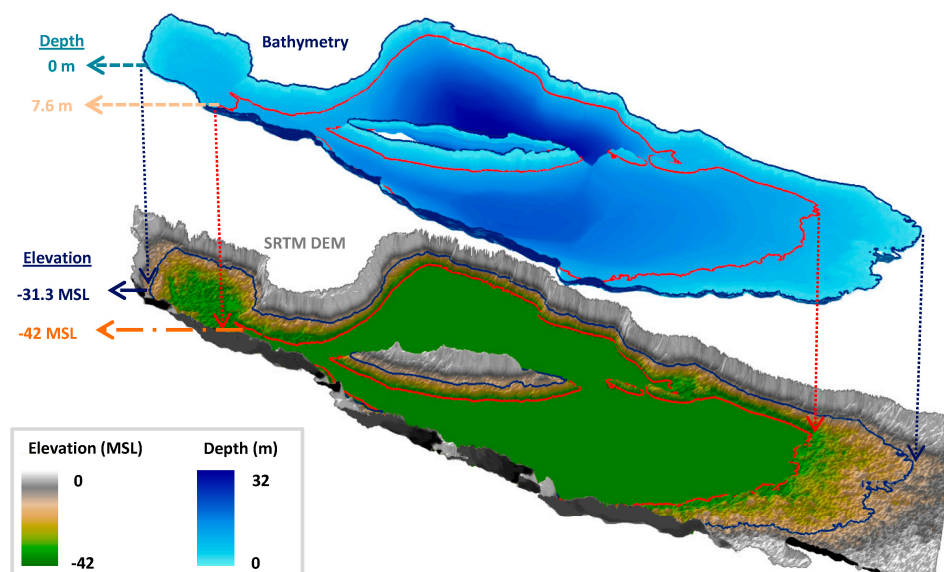 Depth
Bathymetry
0 m
7.6 m
SRTM DEM
Elevation
-31.3 MSL
-42 MSL
Elevation (MSL)
Depth (m)
0
32
-42
0